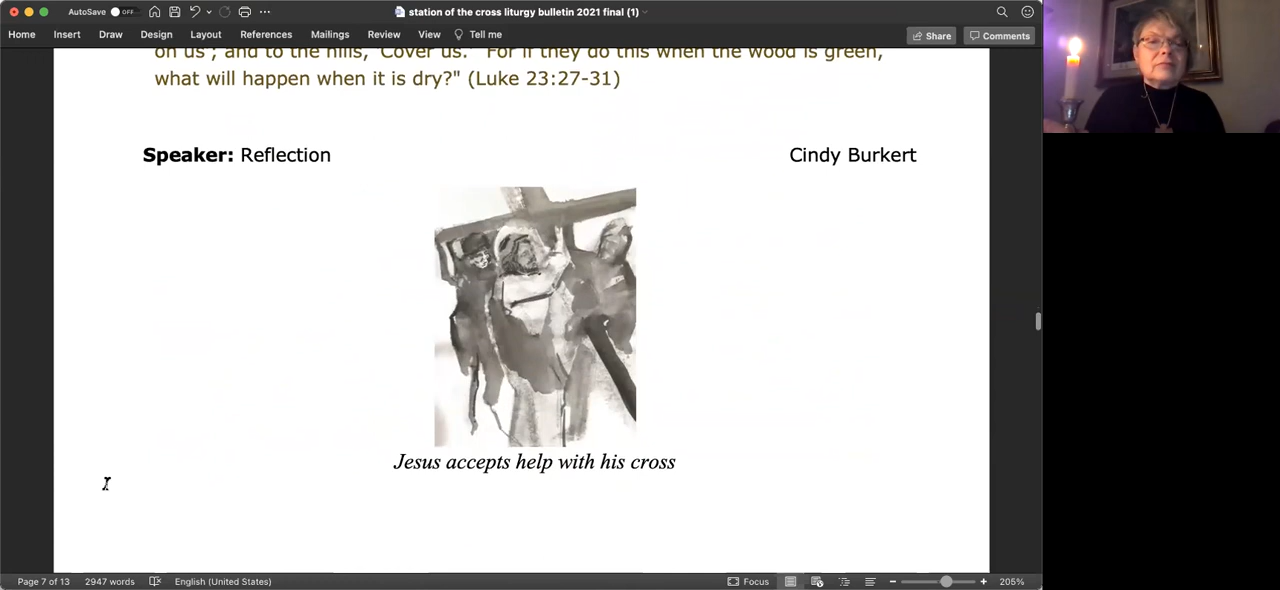 AutoSave OFF station of the cross liturgy bulletin 2021 final (1)
Home Insert Draw Design Layout References Mailings Review View Tell me Share Comments
on us'; and to the hills, 'Cover us.' For if they do this when the wood is green,
what will happen when it is dry?" (Luke 23:27-31)
Speaker: Reflection Cindy Burkert
Jesus accepts help with his cross
Page 7 of 13 2947 words English (United States) Focus 205%